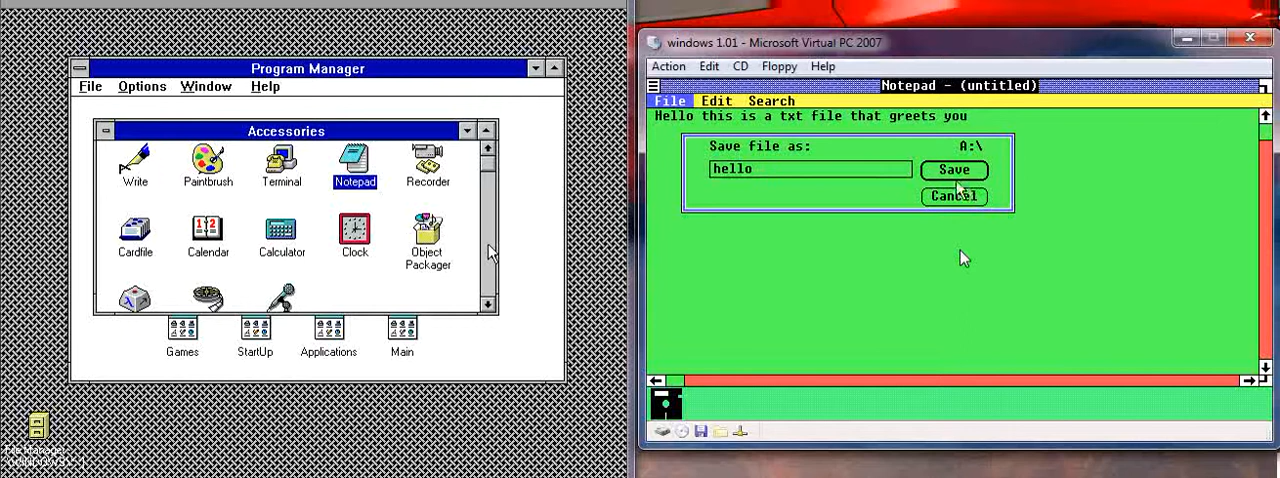 Program Manager
File Options Window Help
Accessories
Write Paintbrush Terminal Notepad Recorder
Cardfile Calendar Calculator Clock Object Packager
Games StartUp Applications Main
File Manager
windows 1.01 - Microsoft Virtual PC 2007
Action Edit CD Floppy Help
Notepad - (untitled)
File Edit Search
Hello this is a txt file that greets you
Save file as: A:\
hello Save
Cancel